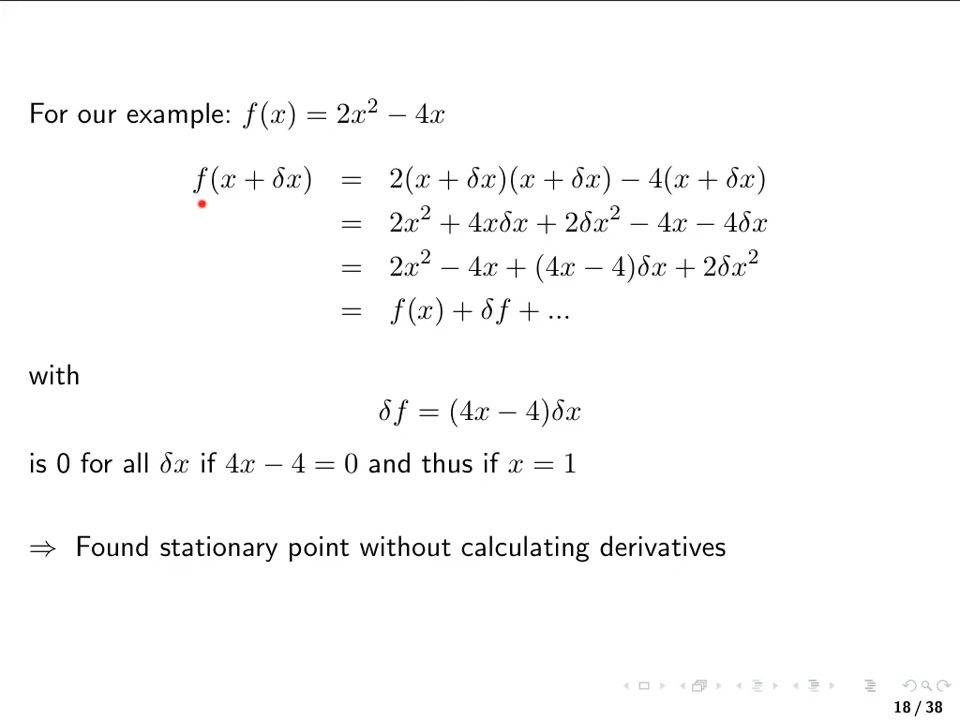 For our example: f(x) = 2x² − 4x
f(x + δx) = 2(x + δx)(x + δx) − 4(x + δx)
= 2x² + 4xδx + 2δx² − 4x − 4δx
= 2x² − 4x + (4x − 4)δx + 2δx²
= f(x) + δf + ...
with
δf = (4x − 4)δx
is 0 for all δx if 4x − 4 = 0 and thus if x = 1
⇒ Found stationary point without calculating derivatives
18 / 38